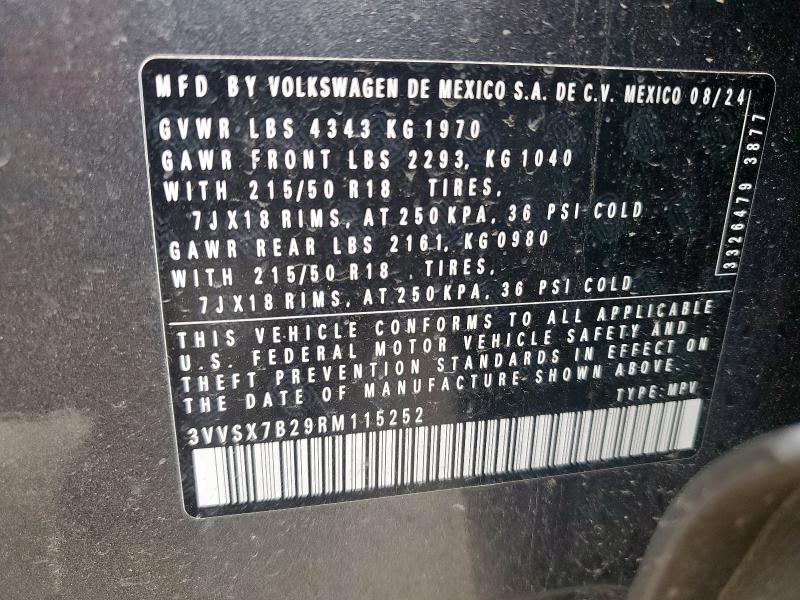 MFD BY VOLKSWAGEN DE MEXICO S.A. DE C.V. MEXICO 08/24
GVWR LBS 4343 KG 1970
GAWR FRONT LBS 2293, KG 1040
WITH 215/50 R18 TIRES,
7JX18 RIMS, AT 250 KPA, 36 PSI COLD
GAWR REAR LBS 2161, KG 0980
WITH 215/50 R18 , TIRES,
7JX18 RIMS, AT 250 KPA, 36 PSI COLD
3326479 3877
THIS VEHICLE CONFORMS TO ALL APPLICABLE
U.S. FEDERAL MOTOR VEHICLE SAFETY AND
THEFT PREVENTION STANDARDS IN EFFECT ON
THE DATE OF MANUFACTURE SHOWN ABOVE.
TYPE:MPV
3VVSX7B29RM115252